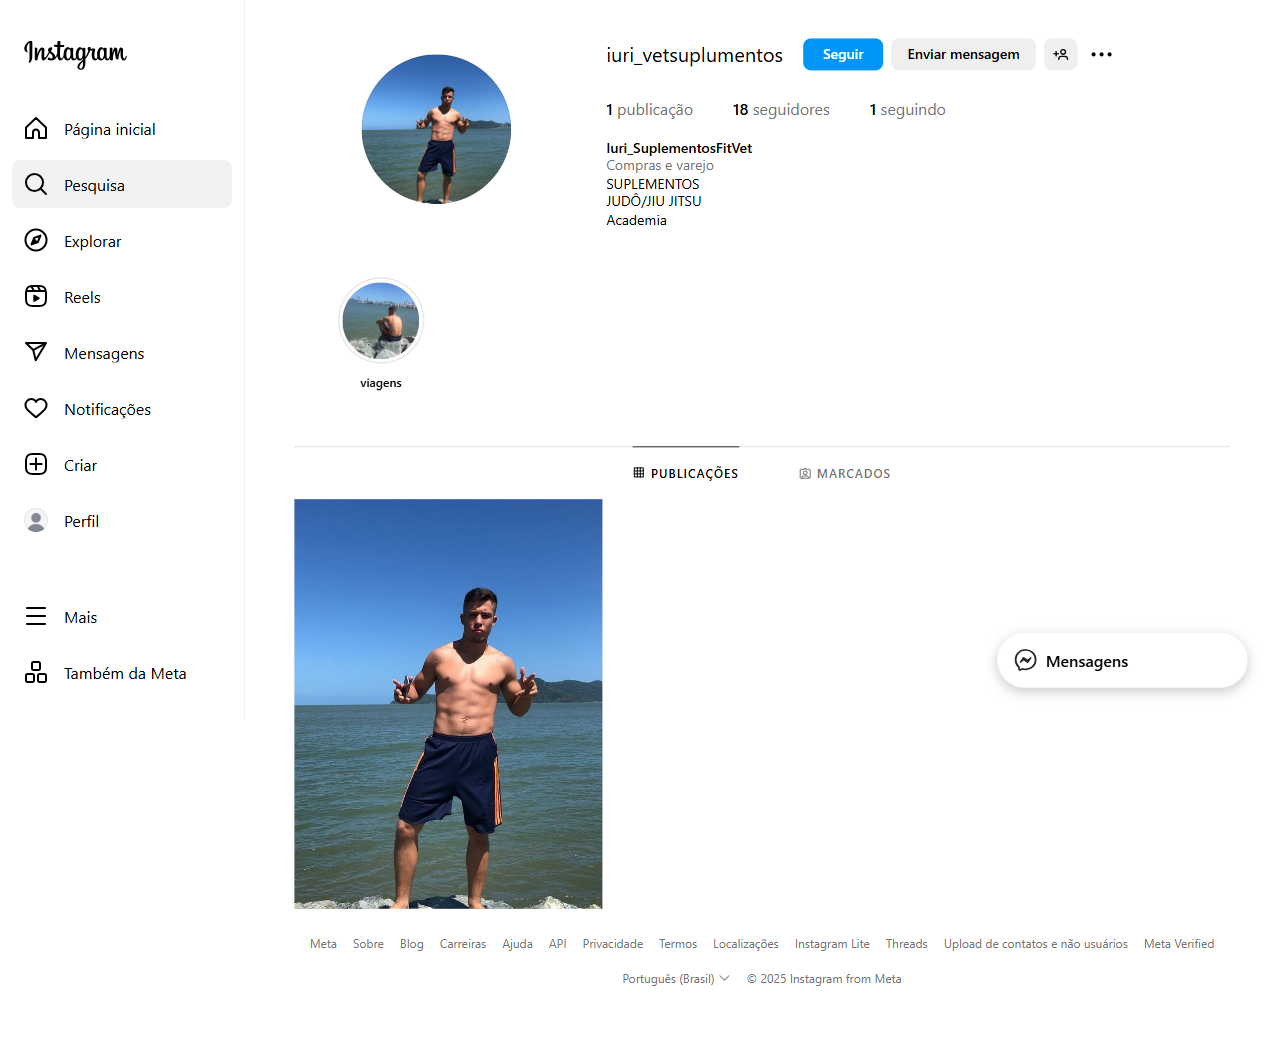 Instagram
Página inicial
Pesquisa
Explorar
Reels
Mensagens
Notificações
Criar
Perfil
Mais
Também da Meta
iuri_vetsuplumentos
Seguir
Enviar mensagem
1 publicação
18 seguidores
1 seguindo
Iuri_SuplementosFitVet
Compras e varejo
SUPLEMENTOS
JUDÔ/JIU JITSU
Academia
viagens
PUBLICAÇÕES
MARCADOS
Mensagens
Meta Sobre Blog Carreiras Ajuda API Privacidade Termos Localizações Instagram Lite Threads Upload de contatos e não usuários Meta Verified
Português (Brasil) © 2025 Instagram from Meta